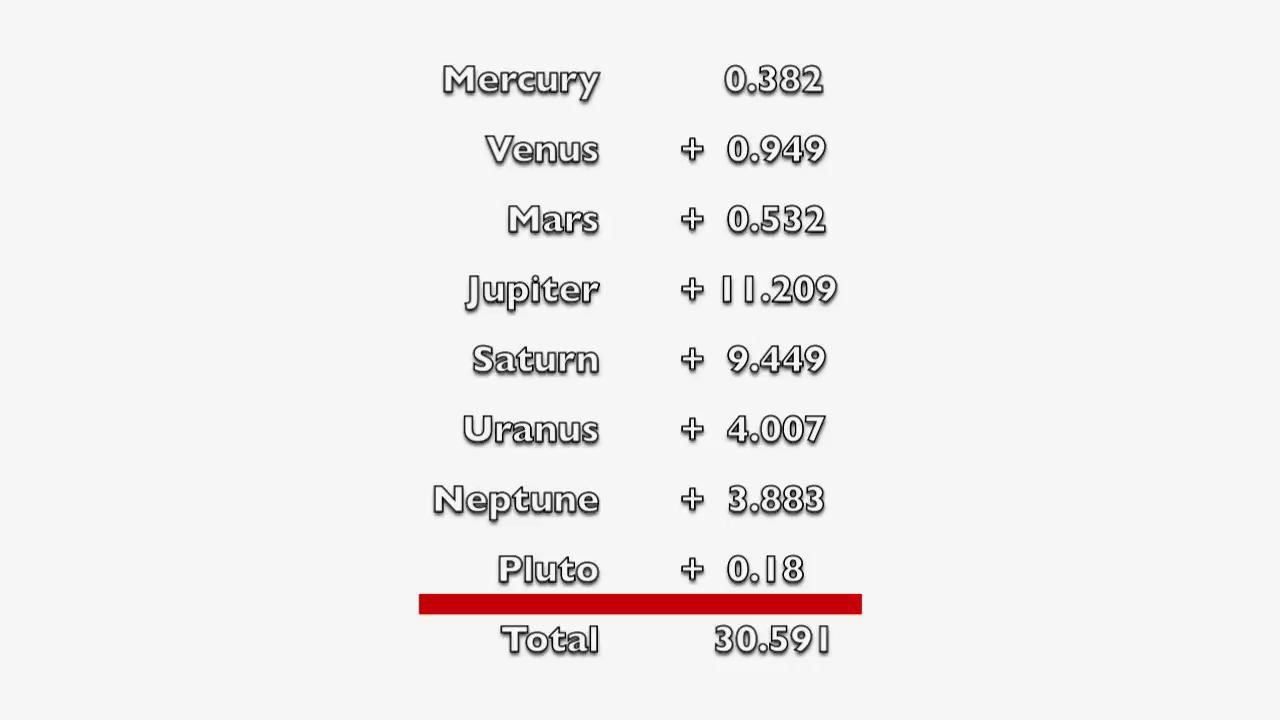 Mercury 0.382
Venus + 0.949
Mars + 0.532
Jupiter + 11.209
Saturn + 9.449
Uranus + 4.007
Neptune + 3.883
Pluto + 0.18
Total 30.591